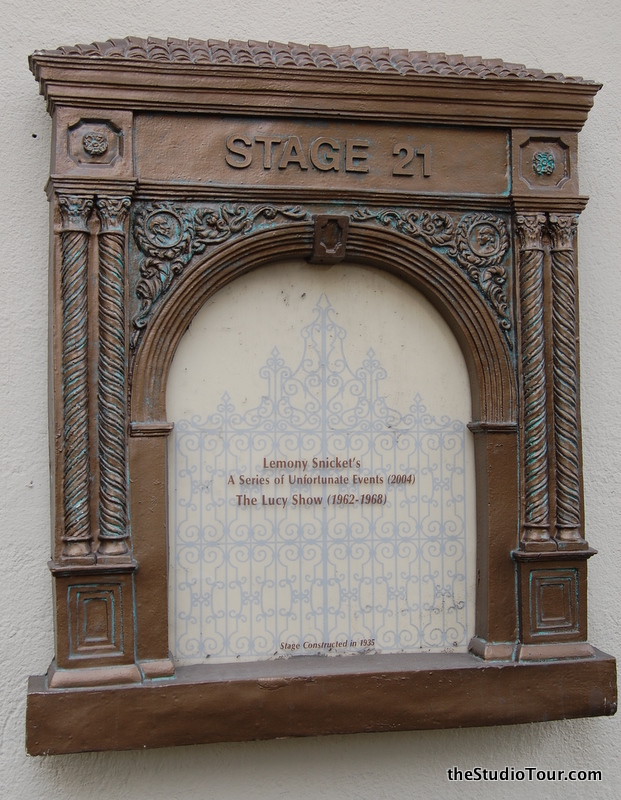 STAGE 21
Lemony Snicket's
A Series of Unfortunate Events (2004)
The Lucy Show (1962-1968)
Stage Constructed in 1935
theStudioTour.com